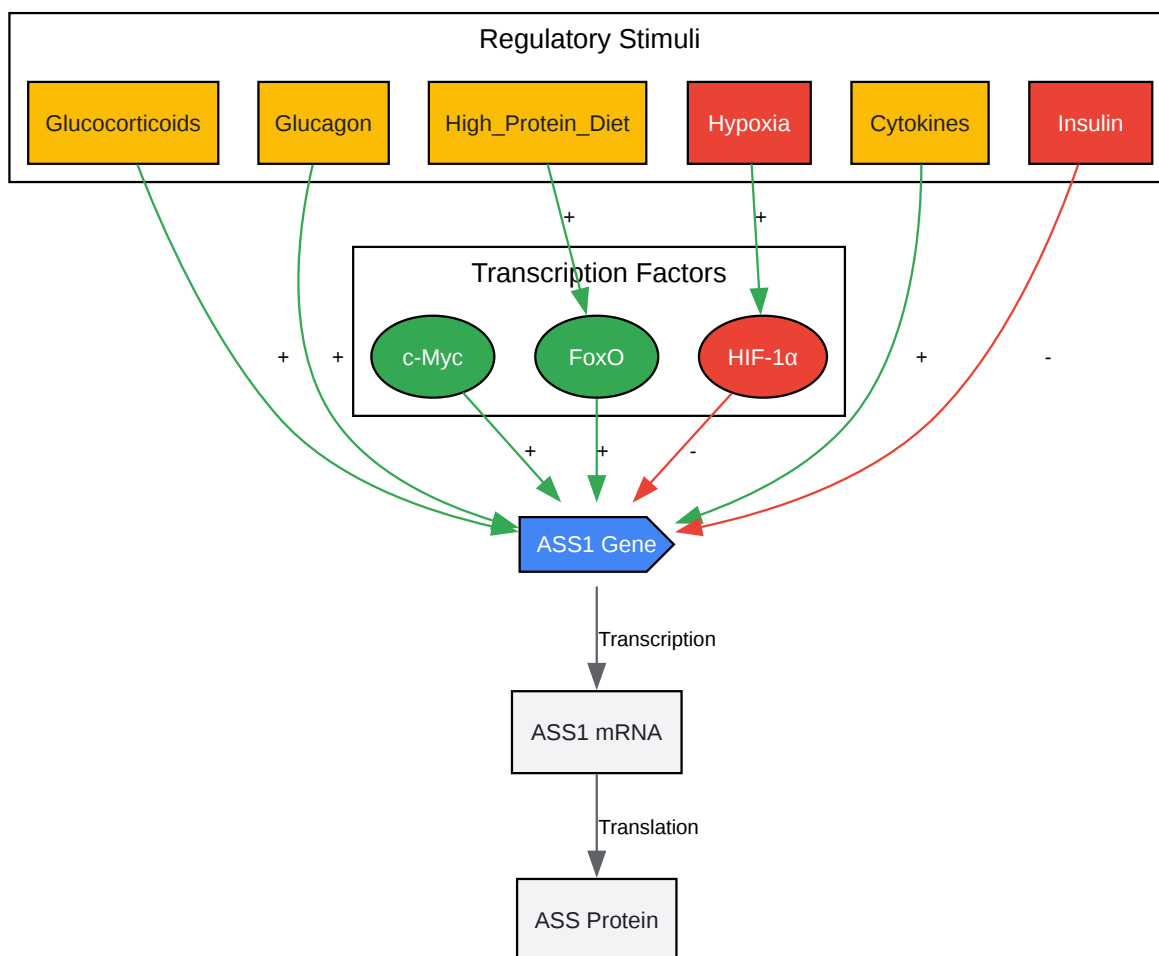 Regulatory Stimuli
Glucocorticoids
Glucagon
High_Protein_Diet
Hypoxia
Cytokines
Insulin
+
+
Transcription Factors
c-Myc
FoxO
HIF-1α
+
+
+
-
+
+
-
ASS1 Gene
Transcription
ASS1 mRNA
Translation
ASS Protein